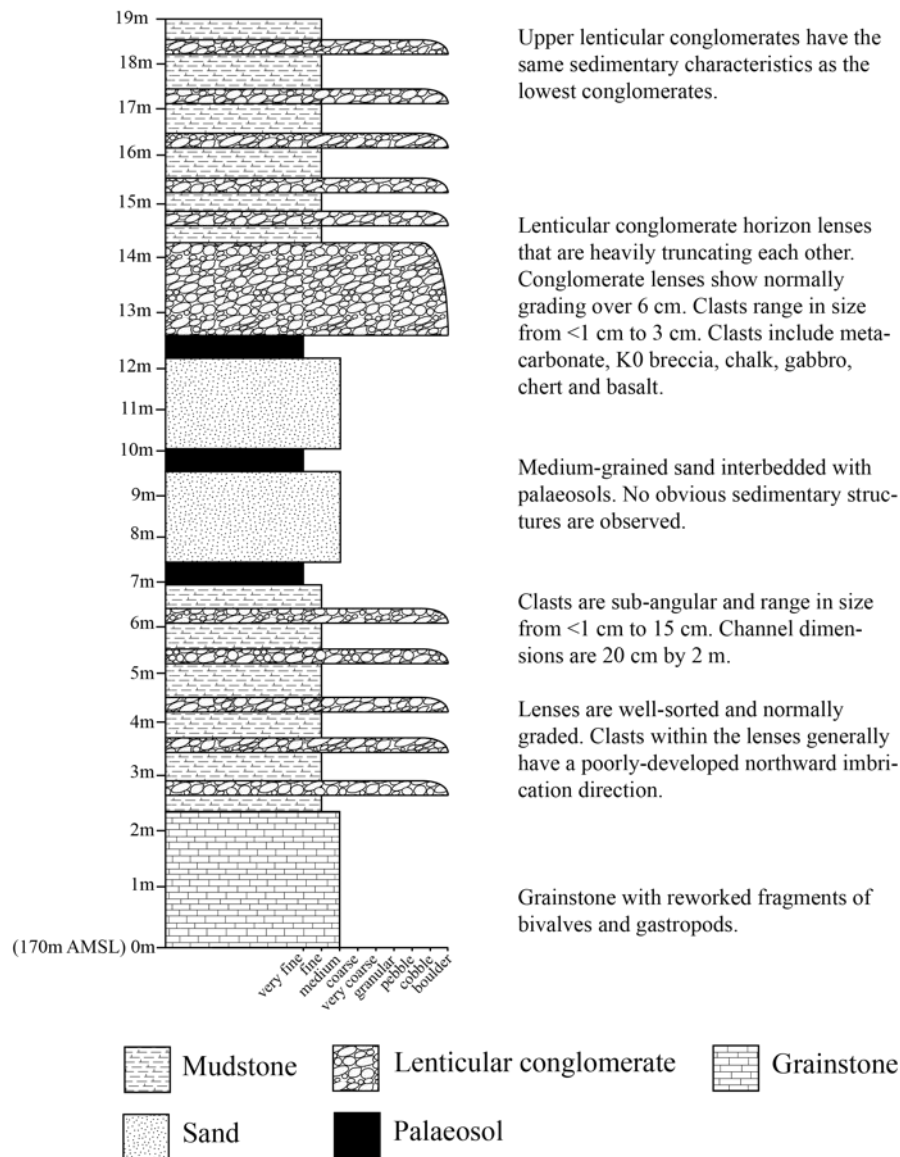 19m
18m
17m
16m
15m
14m
13m
12m
11m
10m
9m
8m
7m
6m
5m
4m
3m
2m
1m
(170m AMSL) 0m
very fine
fine
medium
coarse
very coarse
granular
pebble
cobble
boulder
Upper lenticular conglomerates have the
same sedimentary characteristics as the
lowest conglomerates.
Lenticular conglomerate horizon lenses
that are heavily truncating each other.
Conglomerate lenses show normally
grading over 6 cm. Clasts range in size
from <1 cm to 3 cm. Clasts include meta-
carbonate, K0 breccia, chalk, gabbro,
chert and basalt.
Medium-grained sand interbedded with
palaeosols. No obvious sedimentary struc-
tures are observed.
Clasts are sub-angular and range in size
from <1 cm to 15 cm. Channel dimen-
sions are 20 cm by 2 m.
Lenses are well-sorted and normally
graded. Clasts within the lenses generally
have a poorly-developed northward imbri-
cation direction.
Grainstone with reworked fragments of
bivalves and gastropods.
Mudstone
Lenticular conglomerate
Grainstone
Sand
Palaeosol